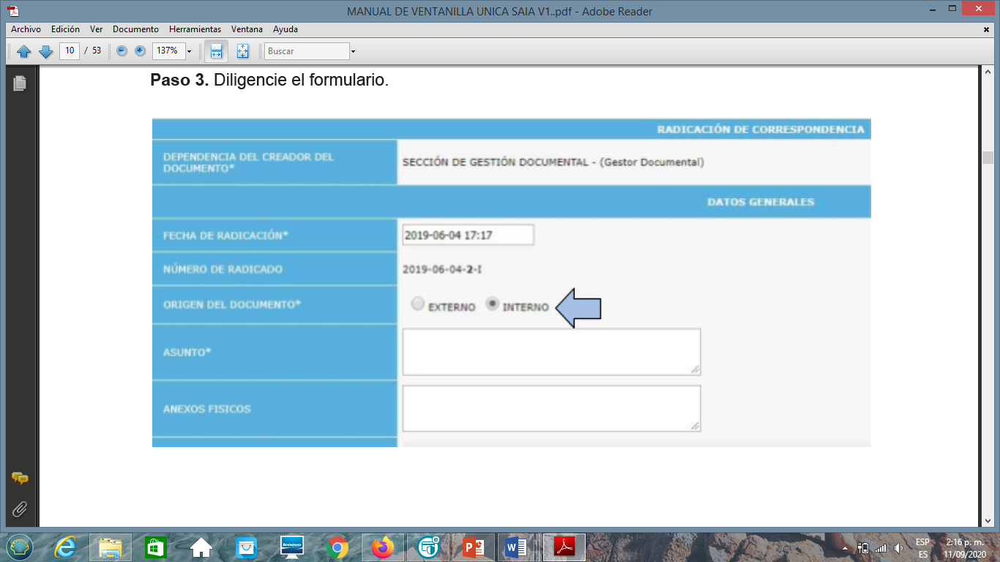 MANUAL DE VENTANILLA UNICA SAIA V1..pdf - Adobe Reader
Archivo Edición Ver Documento Herramientas Ventana Ayuda
10 / 53 137% Buscar
Paso 3. Diligencie el formulario.
RADICACIÓN DE CORRESPONDENCIA
DEPENDENCIA DEL CREADOR DEL
DOCUMENTO*
SECCIÓN DE GESTIÓN DOCUMENTAL - (Gestor Documental)
DATOS GENERALES
FECHA DE RADICACIÓN* 2019-06-04 17:17
NÚMERO DE RADICADO 2019-06-04-2-I
ORIGEN DEL DOCUMENTO* EXTERNO INTERNO
ASUNTO*
ANEXOS FISICOS
lenovo
ESP 2:16 p. m.
ES 11/09/2020